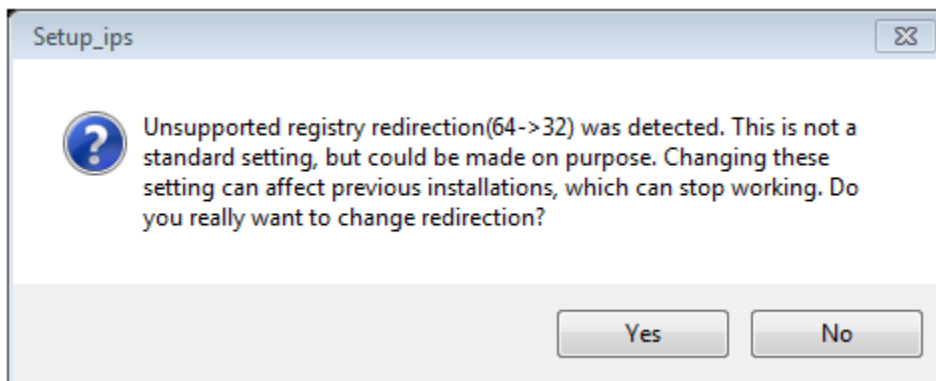 Setup_ips
Unsupported registry redirection(64->32) was detected. This is not a
standard setting, but could be made on purpose. Changing these
setting can affect previous installations, which can stop working. Do
you really want to change redirection?
Yes
No